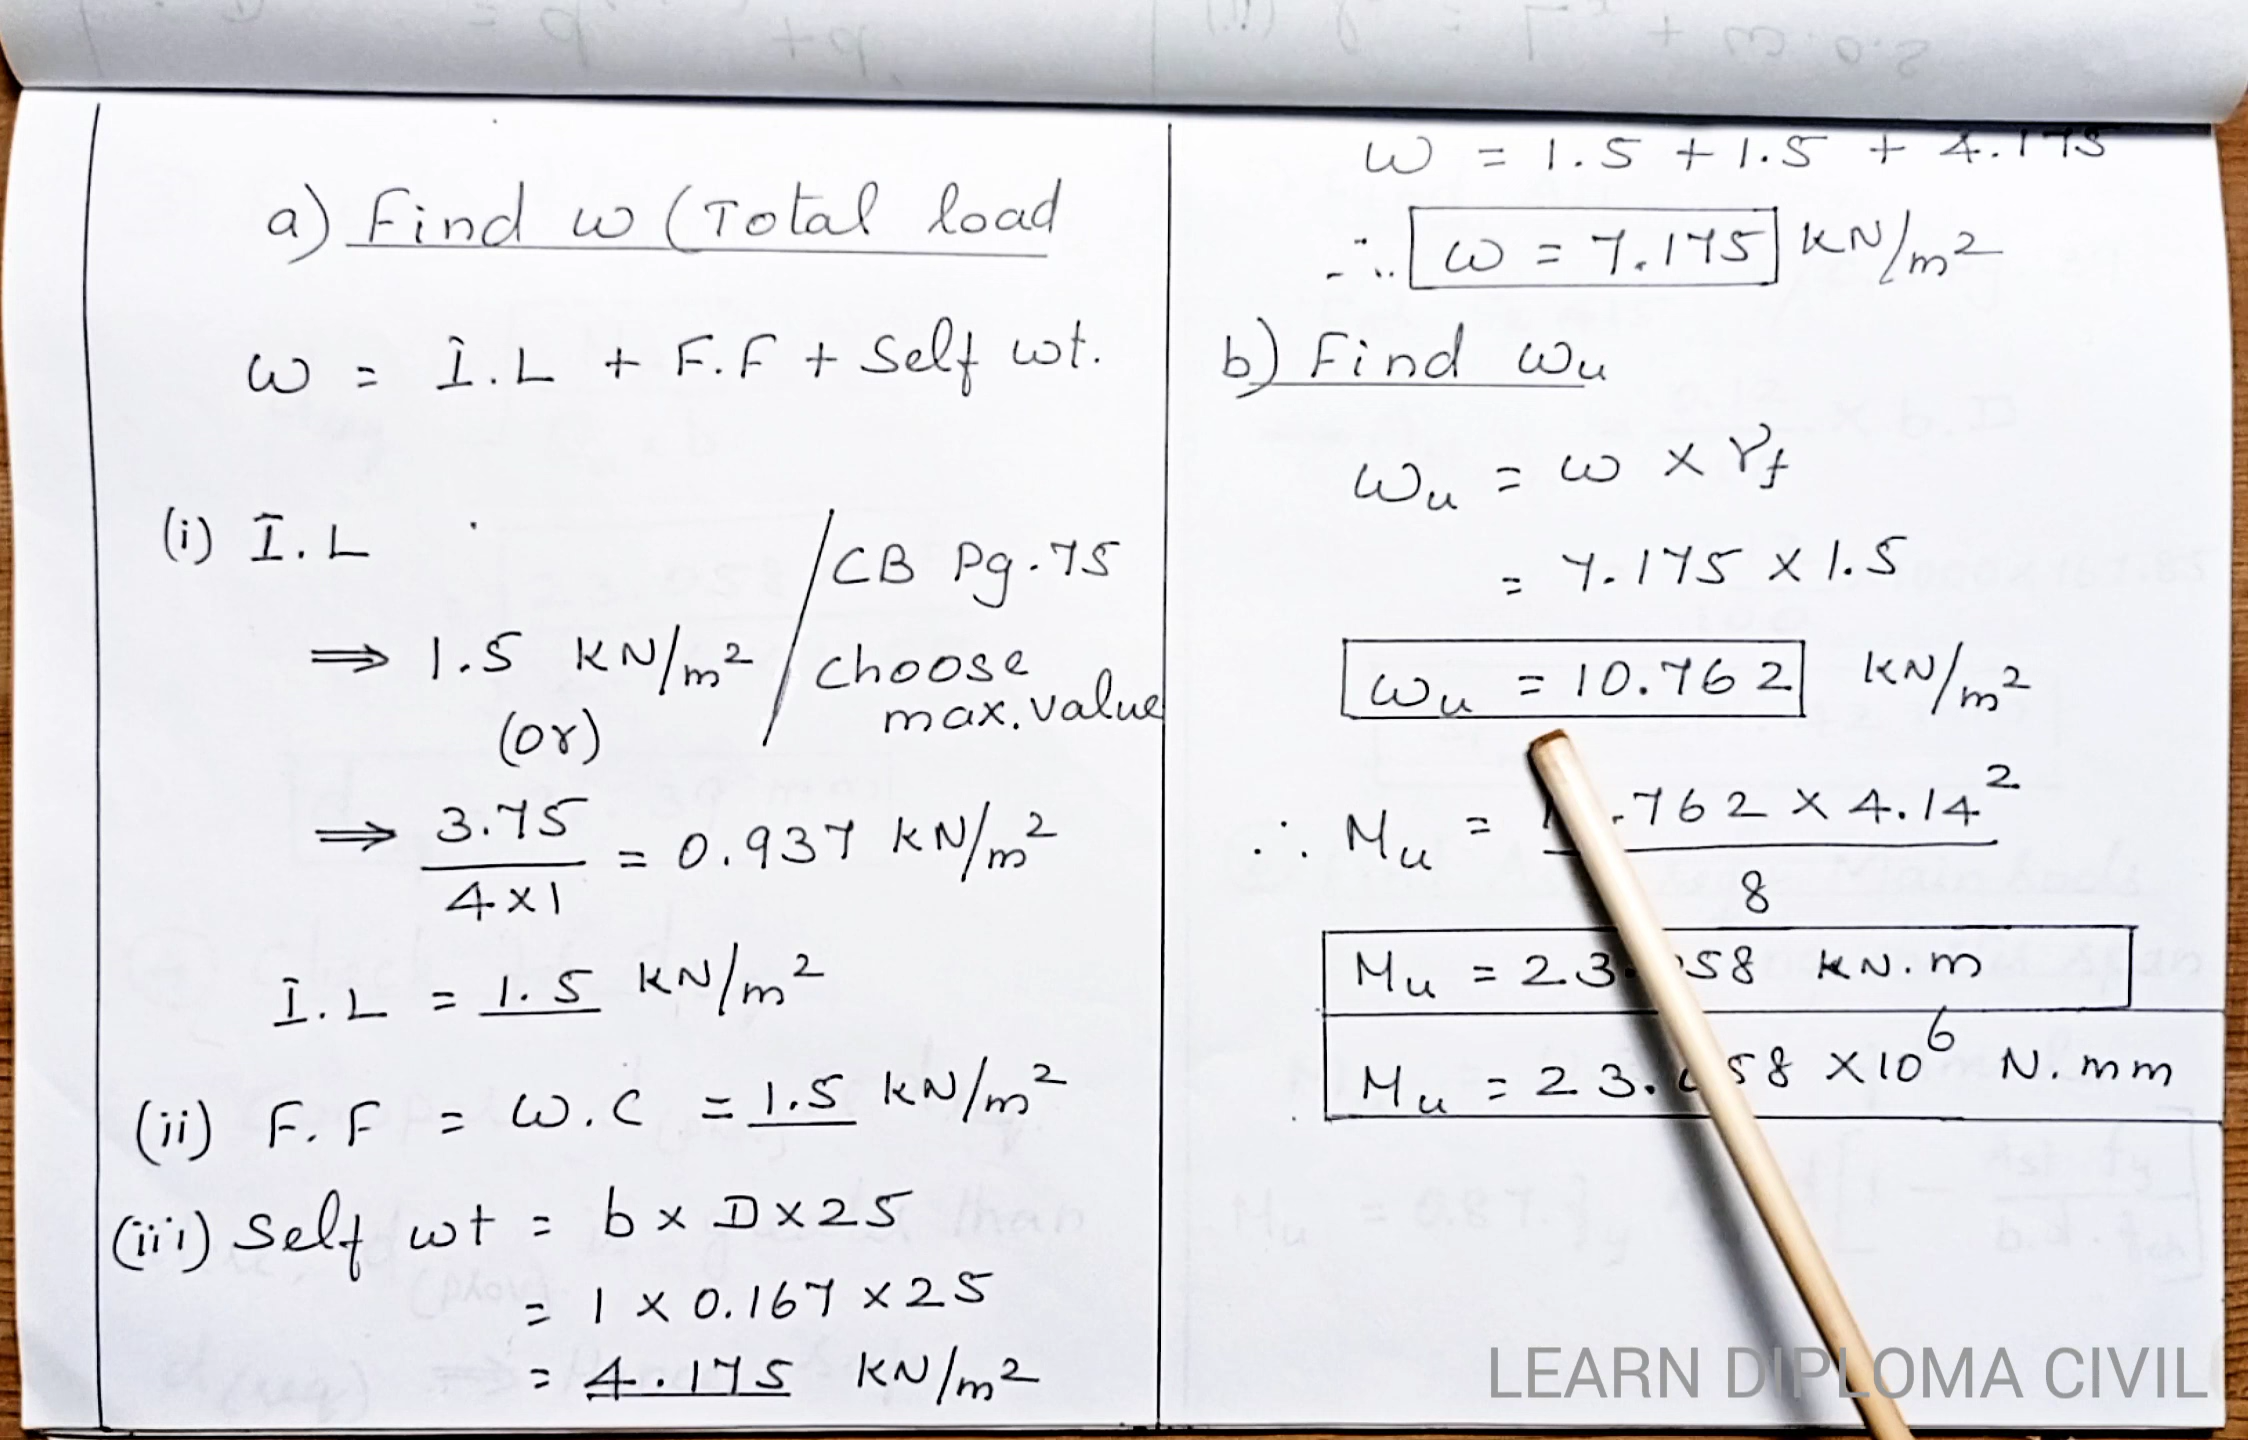 a) Find w (Total load
w = I.L + F.F + Self wt.
(i) I.L
⇒ 1.5 KN/m² / CB Pg.75
(or)
choose
max.value
⇒ 3.75 / 4×1 = 0.937 KN/m²
I.L = 1.5 KN/m²
(ii) F.F = W.C = 1.5 KN/m²
(iii) Self wt = b × D × 25
= 1 × 0.167 × 25
= 4.175 KN/m²
w = 1.5 + 1.5 + 4.175
∴ w = 7.175 KN/m²
b) Find wu
wu = w × γf
= 7.175 × 1.5
wu = 10.762 KN/m²
∴ Mu = .762 × 4.14² / 8
Mu = 23. 58 KN.m
Mu = 23. 58 ×10⁶ N.mm
LEARN DIPLOMA CIVIL